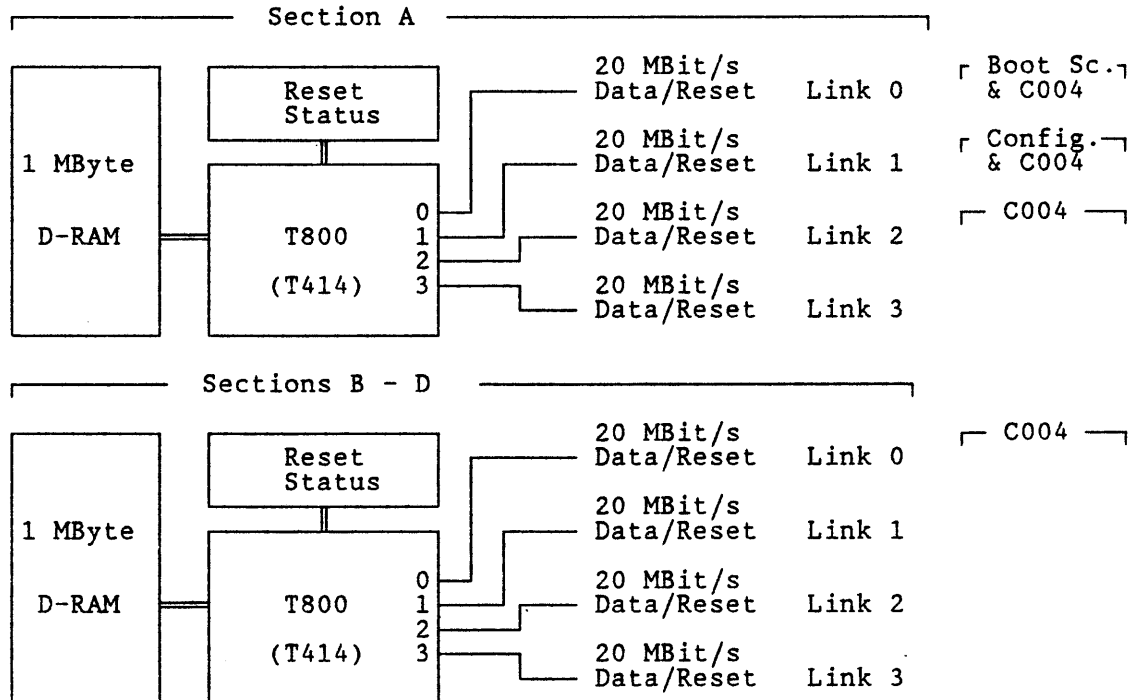 Section A
20 MBit/s
Data/Reset Link 0
Boot Sc.
& C004
Reset
Status
20 MBit/s
Data/Reset Link 1
Config.
& C004
1 MByte
D-RAM
T800
(T414)
0
1
2
3
20 MBit/s
Data/Reset Link 2
C004
20 MBit/s
Data/Reset Link 3
Sections B - D
20 MBit/s
Data/Reset Link 0
C004
Reset
Status
20 MBit/s
Data/Reset Link 1
1 MByte
D-RAM
T800
(T414)
0
1
2
3
20 MBit/s
Data/Reset Link 2
20 MBit/s
Data/Reset Link 3